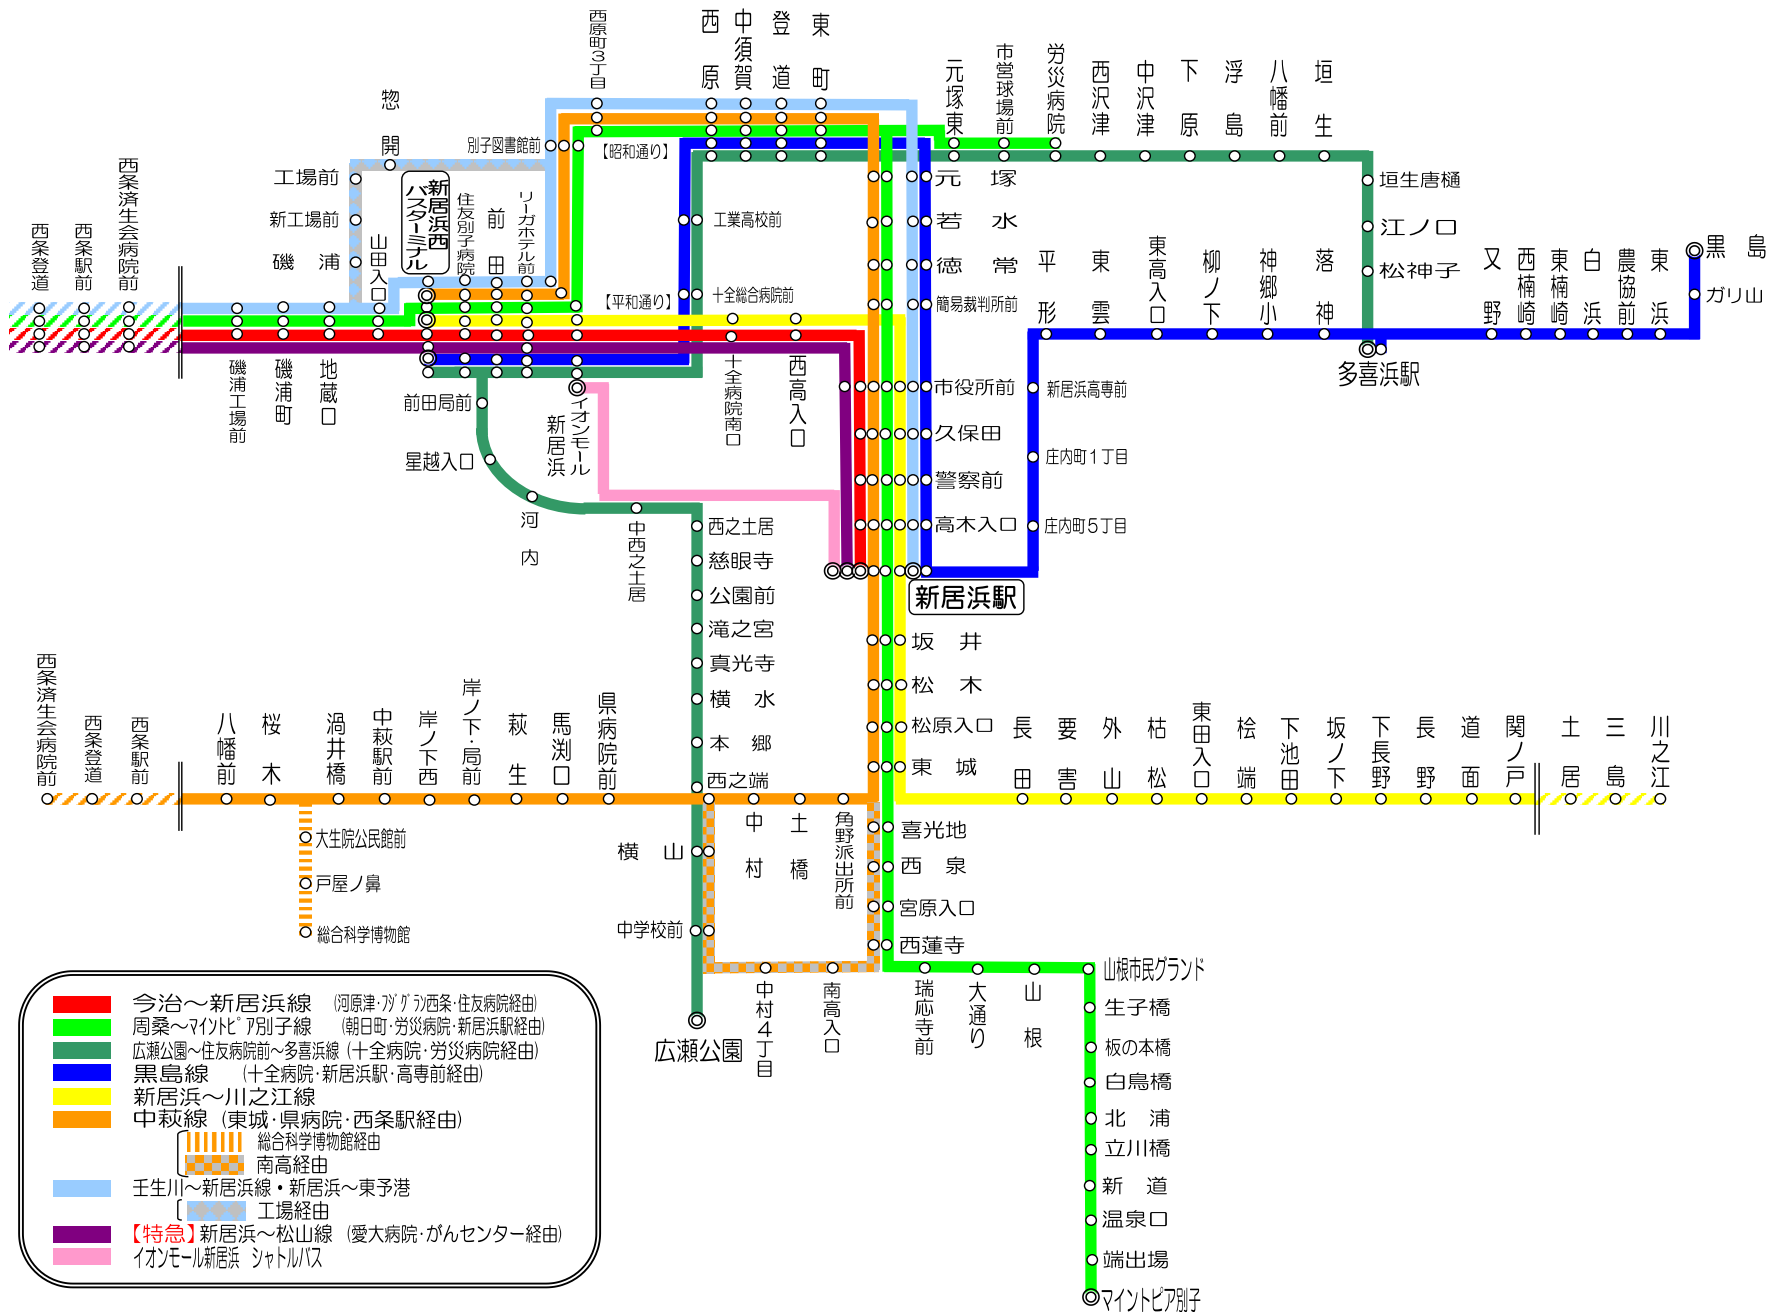 西原町3丁目
西原
中須賀
登道
東町
元塚東
市営球場前
労災病院
西沢津
中沢津
下原
浮島
八幡前
垣生
惣開
別子図書館前
【昭和通り】
工場前
新工場前
磯浦
山田入口
新居浜西バスターミナル
住友別子病院
前田
リーガホテル前
西条登道
西条駅前
西条済生会病院前
工業高校前
十全総合病院前
【平和通り】
元塚
若水
徳常
簡易裁判所前
平形
東雲
東高入口
柳ノ下
神郷小
落神
垣生唐樋
江ノ口
松神子
多喜浜駅
又野
西楠崎
東楠崎
白浜
農協前
東浜
黒島
ガリ山
磯浦工場前
磯浦町
地蔵口
前田局前
星越入口
河内
イオンモール新居浜
中西之土居
十全病院南口
西高入口
市役所前
久保田
警察前
高木入口
新居浜駅
新居浜高専前
庄内町1丁目
庄内町5丁目
西之土居
慈眼寺
公園前
滝之宮
真光寺
横水
本郷
西之端
坂井
松木
松原入口
東城
西条済生会病院前
西条登道
西条駅前
八幡前
桜木
渦井橋
中萩駅前
岸ノ下西
岸ノ下・局前
萩生
馬渕口
県病院前
長田
要害
外山
枯松
東田入口
桧端
下池田
坂ノ下
下長野
長野
道面
関ノ戸
土居
三島
川之江
大生院公民館前
戸屋ノ鼻
総合科学博物館
横山
中学校前
広瀬公園
中村
土橋
角野派出所前
中村4丁目
南高入口
喜光地
西泉
宮原入口
西蓮寺
瑞応寺前
大通り
山根
山根市民グランド
生子橋
板の本橋
白鳥橋
北浦
立川橋
新道
温泉口
端出場
マイントピア別子
今治～新居浜線 (河原津・フジグラン西条・住友病院経由)
周桑～マイントピア別子線 (朝日町・労災病院・新居浜駅経由)
広瀬公園～住友病院前～多喜浜線 (十全病院・労災病院経由)
黒島線 (十全病院・新居浜駅・高専前経由)
新居浜～川之江線
中萩線 (東城・県病院・西条駅経由)
総合科学博物館経由
南高経由
壬生川～新居浜線・新居浜～東予港
工場経由
【特急】新居浜～松山線 (愛大病院・がんセンター経由)
イオンモール新居浜 シャトルバス